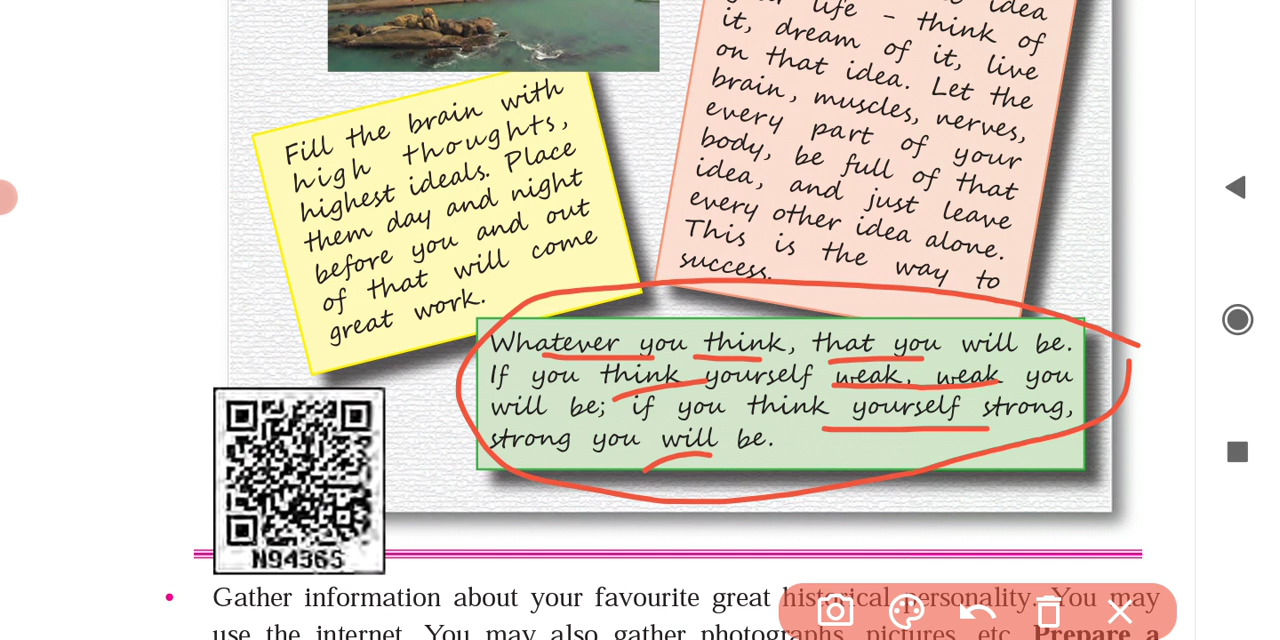 Fill the brain with
high thoughts,
highest ideals. Place
them day and night
before you and out
of that will come
great work.
idea
life - think of
it, dream of it, live
on that idea. Let the
brain, muscles, nerves,
every part of your
body, be full of that
idea, and just leave
every other idea alone.
This is the way to
success.
Whatever you think, that you will be.
If you think yourself weak, weak you
will be; if you think yourself strong,
strong you will be.
N9436S
• Gather information about your favourite great historical personality. You may
use the internet. You may also gather photographs, pictures, etc. Prepare a